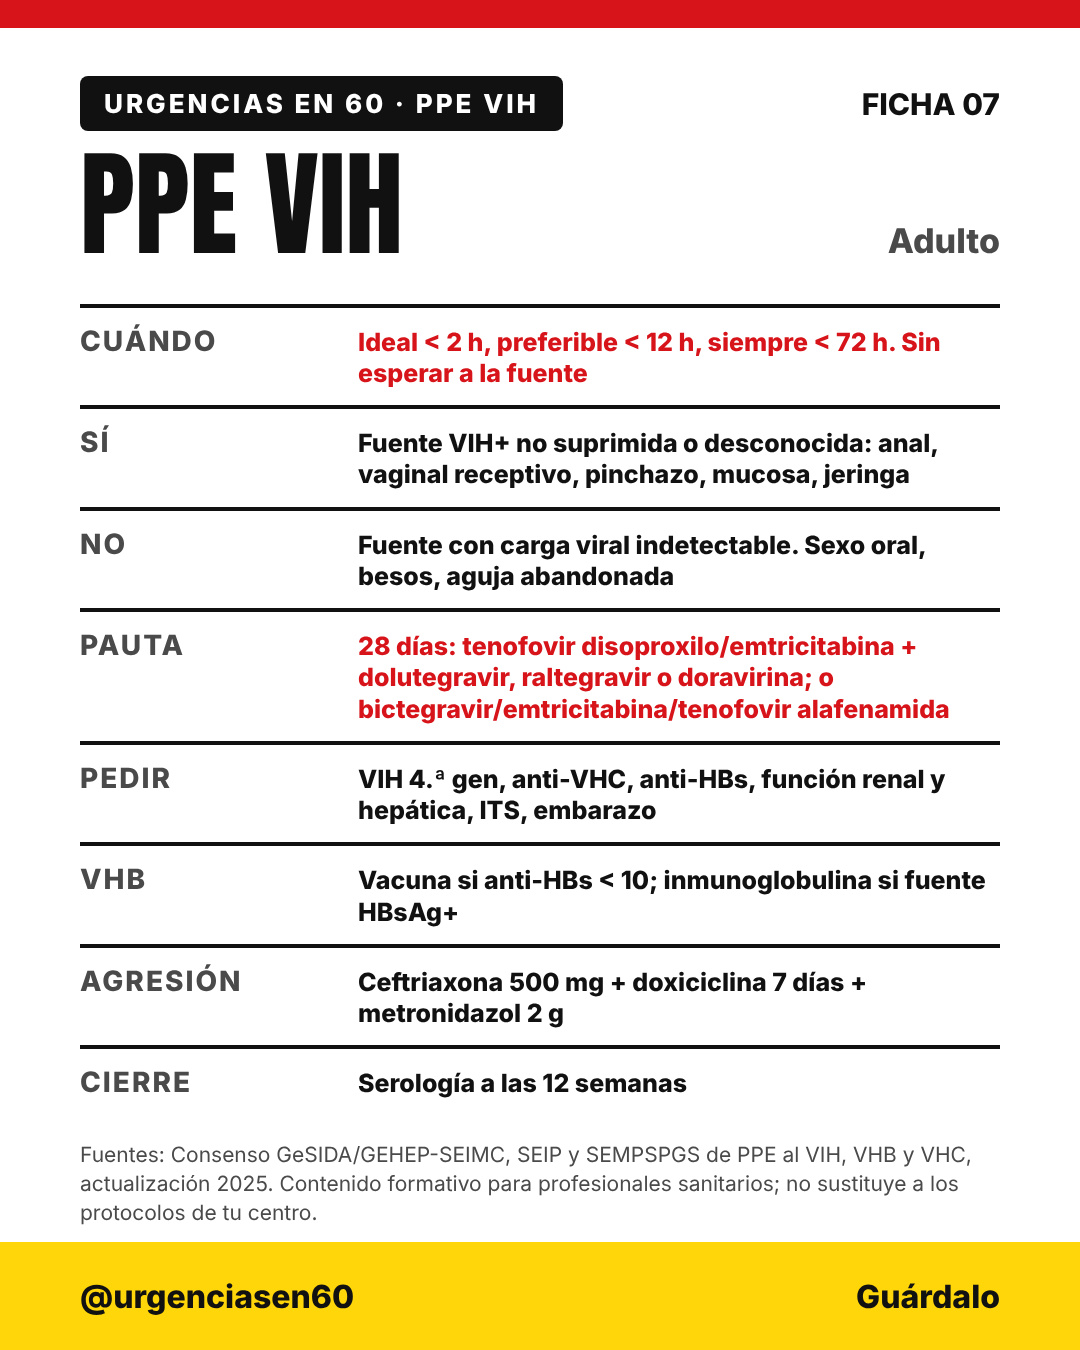 URGENCIAS EN 60 · PPE VIH
FICHA 07
PPE VIH
Adulto
CUÁNDO
Ideal < 2 h, preferible < 12 h, siempre < 72 h. Sin
esperar a la fuente
SÍ
Fuente VIH+ no suprimida o desconocida: anal,
vaginal receptivo, pinchazo, mucosa, jeringa
NO
Fuente con carga viral indetectable. Sexo oral,
besos, aguja abandonada
PAUTA
28 días: tenofovir disoproxilo/emtricitabina +
dolutegravir, raltegravir o doravirina; o
bictegravir/emtricitabina/tenofovir alafenamida
PEDIR
VIH 4.ª gen, anti-VHC, anti-HBs, función renal y
hepática, ITS, embarazo
VHB
Vacuna si anti-HBs < 10; inmunoglobulina si fuente
HBsAg+
AGRESIÓN
Ceftriaxona 500 mg + doxiciclina 7 días +
metronidazol 2 g
CIERRE
Serología a las 12 semanas
Fuentes: Consenso GeSIDA/GEHEP-SEIMC, SEIP y SEMPSPGS de PPE al VIH, VHB y VHC,
actualización 2025. Contenido formativo para profesionales sanitarios; no sustituye a los
protocolos de tu centro.
@urgenciasen60
Guárdalo